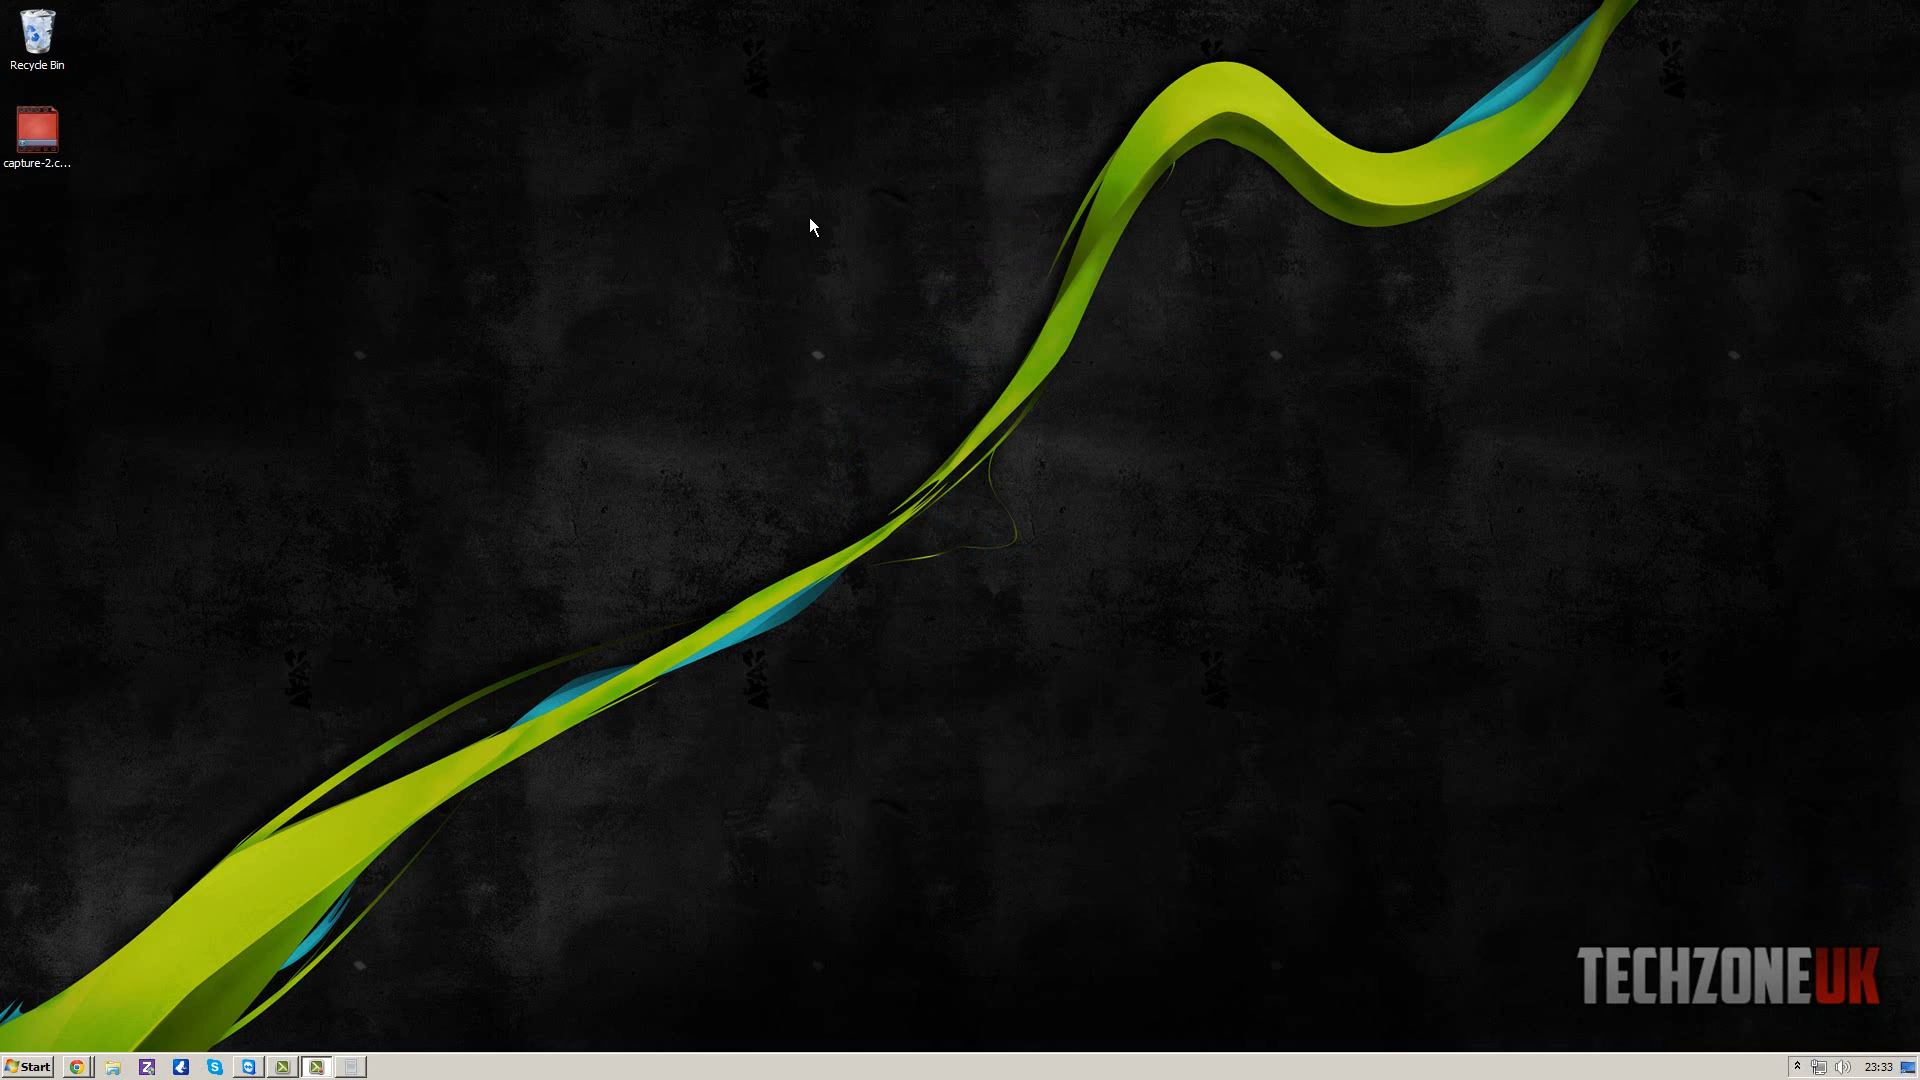 Recycle Bin
capture-2.c...
TECHZONEUK
Start
23:33